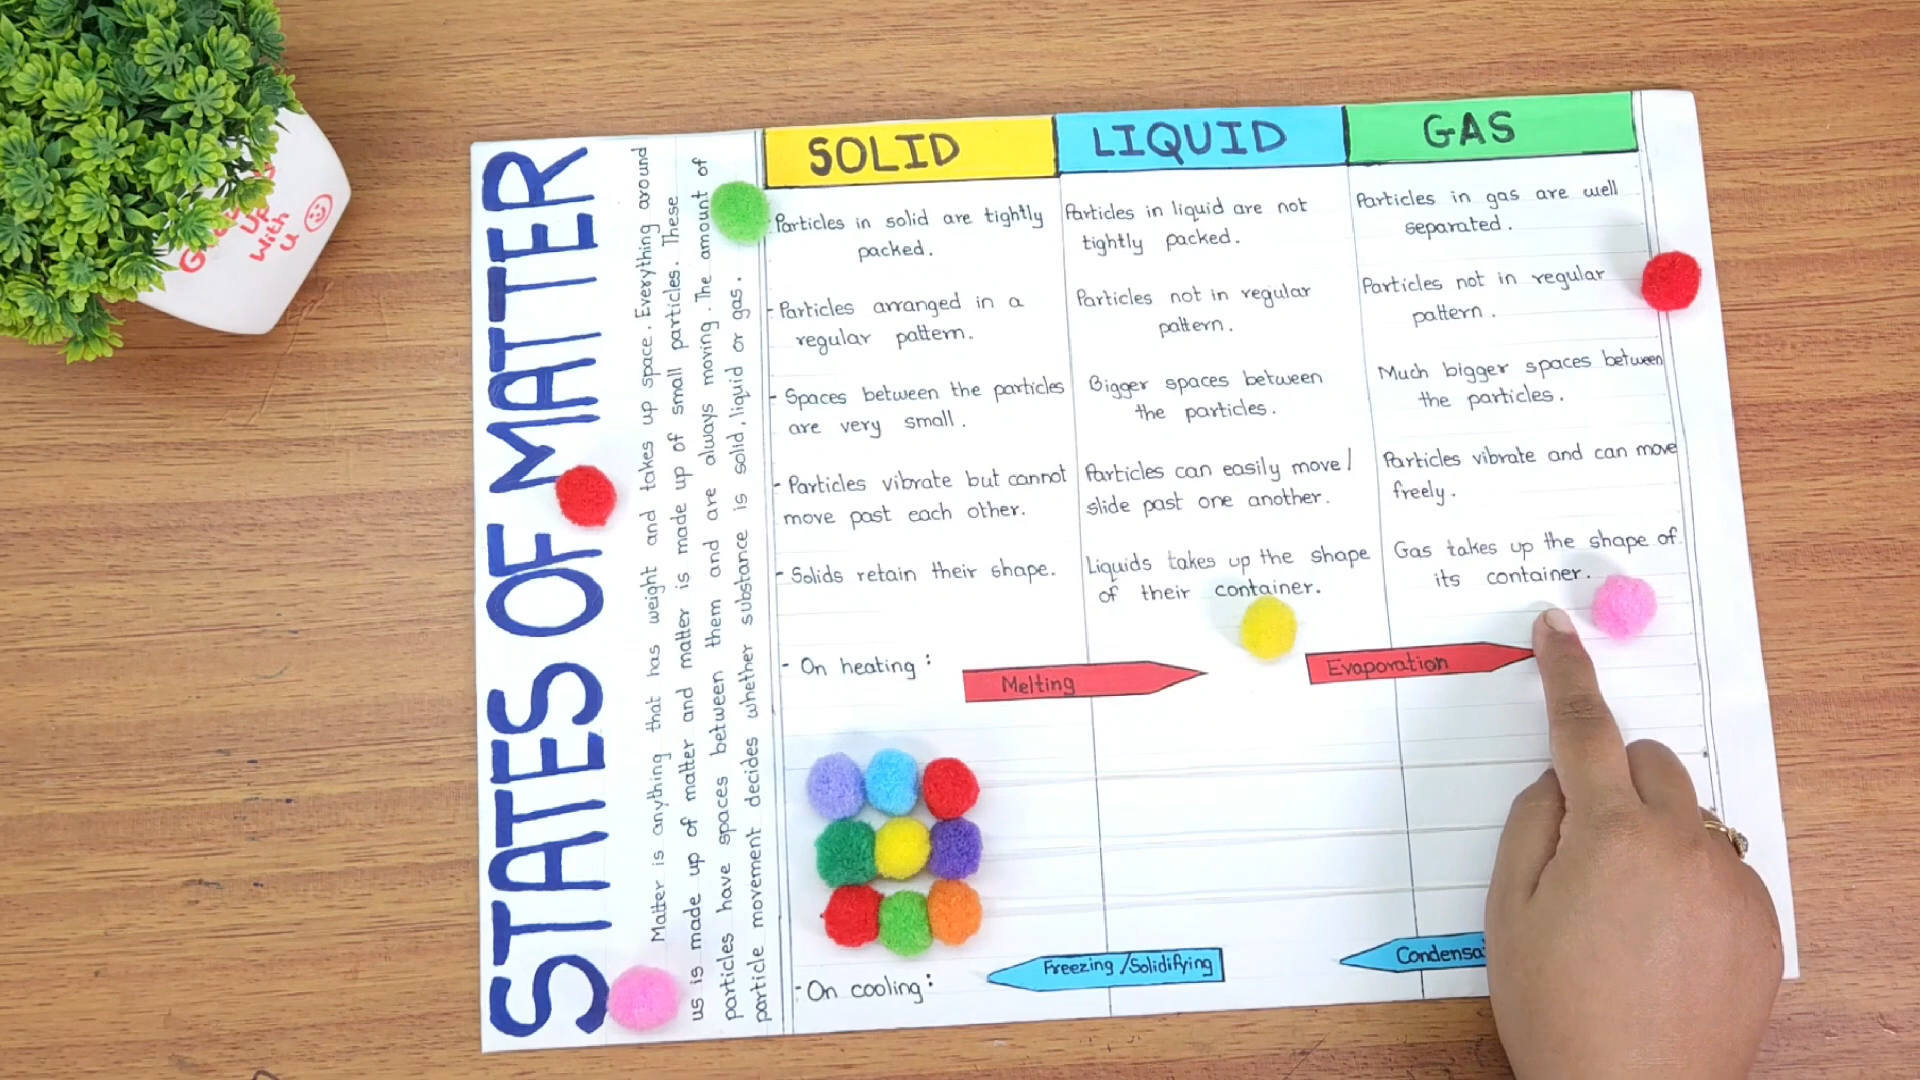 STATES OF MATTER
Matter is anything that has weight and takes up space. Everything around
us is made up of matter and matter is made up of small particles. These
particles have spaces between them and are always moving. The amount of
particle movement decides whether substance is solid, liquid or gas.
SOLID
- Particles in solid are tightly
packed.
- Particles arranged in a
regular pattern.
- Spaces between the particles
are very small.
- Particles vibrate but cannot
move past each other.
- Solids retain their shape.
LIQUID
Particles in liquid are not
tightly packed.
Particles not in regular
pattern.
Bigger spaces between
the particles.
Particles can easily move /
slide past one another.
Liquids takes up the shape
of their container.
GAS
Particles in gas are well
separated.
Particles not in regular
pattern.
Much bigger spaces between
the particles.
Particles vibrate and can move
freely.
Gas takes up the shape of
its container.
- On heating :
Melting
Evaporation
- On cooling :
Freezing /Solidifying
Condensa
Up
With
U